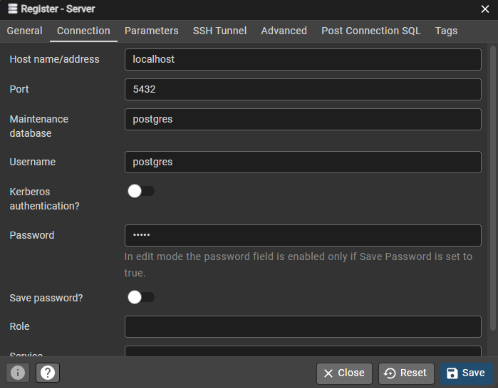 Register - Server
General Connection Parameters SSH Tunnel Advanced Post Connection SQL Tags
Host name/address localhost
Port 5432
Maintenance
database
postgres
Username postgres
Kerberos
authentication?
Password •••••
In edit mode the password field is enabled only if Save Password is set to
true.
Save password?
Role
Service
Close Reset Save